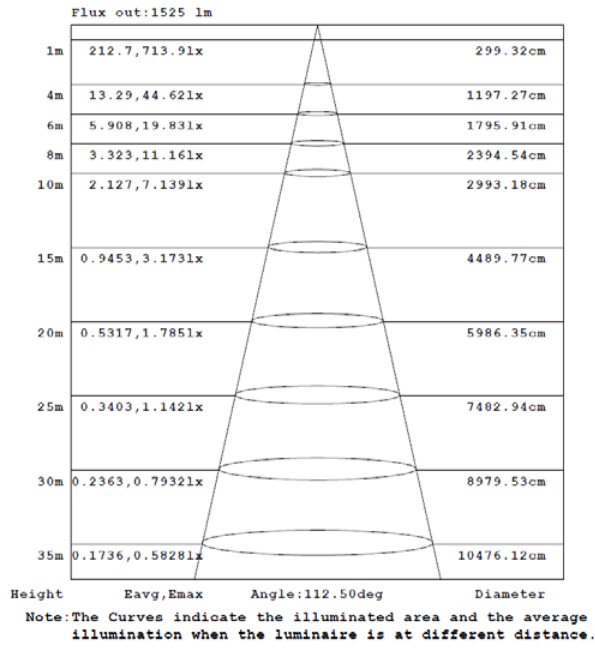 Flux out:1525 lm
1m 212.7,713.9lx 299.32cm
4m 13.29,44.62lx 1197.27cm
6m 5.908,19.83lx 1795.91cm
8m 3.323,11.16lx 2394.54cm
10m 2.127,7.139lx 2993.18cm
15m 0.9453,3.173lx 4489.77cm
20m 0.5317,1.785lx 5986.35cm
25m 0.3403,1.142lx 7482.94cm
30m 0.2363,0.7932lx 8979.53cm
35m 0.1736,0.5828lx 10476.12cm
Height Eavg,Emax Angle:112.50deg Diameter
Note:The Curves indicate the illuminated area and the average
illumination when the luminaire is at different distance.